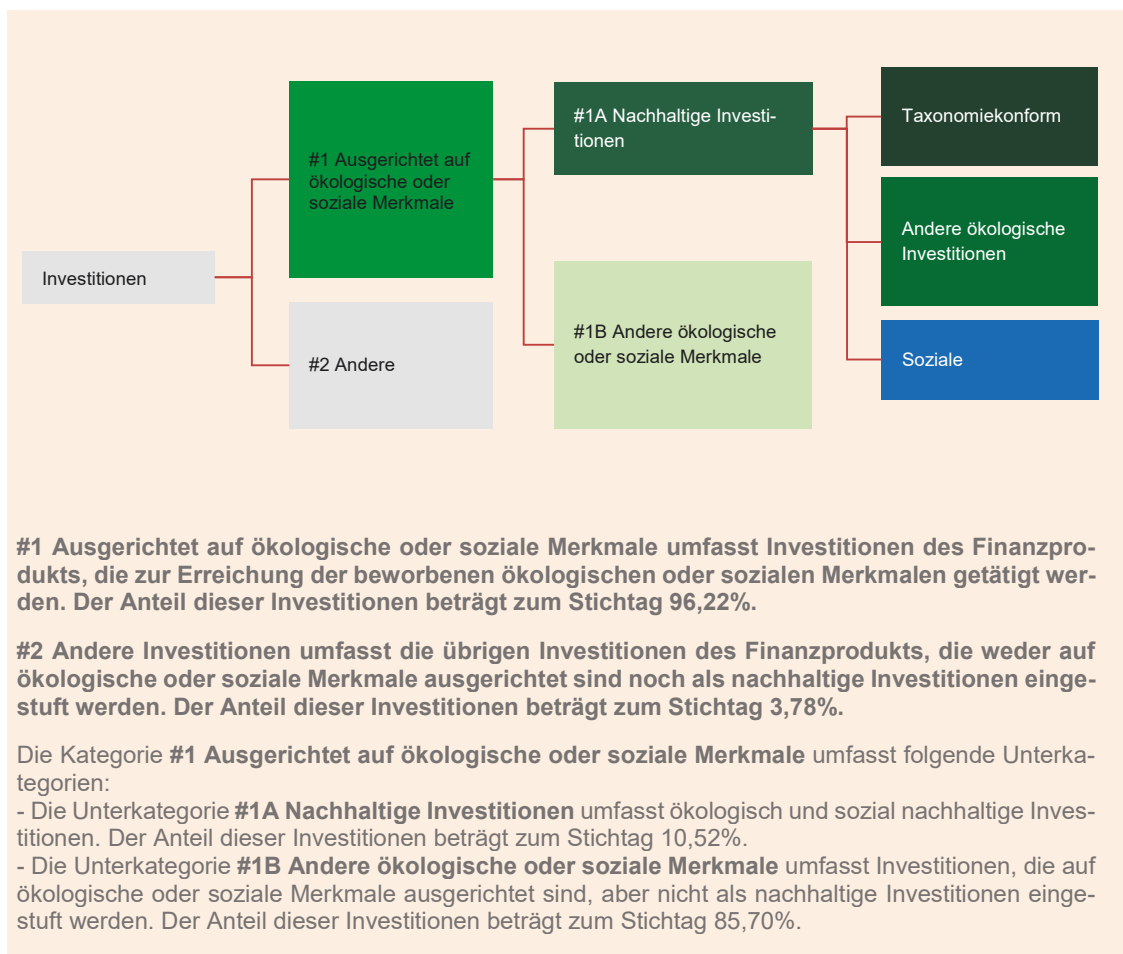 Investitionen
#1 Ausgerichtet auf
ökologische oder
soziale Merkmale
#2 Andere
#1A Nachhaltige Investi-
tionen
#1B Andere ökologische
oder soziale Merkmale
Taxonomiekonform
Andere ökologische
Investitionen
Soziale
#1 Ausgerichtet auf ökologische oder soziale Merkmale umfasst Investitionen des Finanzpro-
dukts, die zur Erreichung der beworbenen ökologischen oder sozialen Merkmalen getätigt wer-
den. Der Anteil dieser Investitionen beträgt zum Stichtag 96,22%.
#2 Andere Investitionen umfasst die übrigen Investitionen des Finanzprodukts, die weder auf
ökologische oder soziale Merkmale ausgerichtet sind noch als nachhaltige Investitionen einge-
stuft werden. Der Anteil dieser Investitionen beträgt zum Stichtag 3,78%.
Die Kategorie #1 Ausgerichtet auf ökologische oder soziale Merkmale umfasst folgende Unterka-
tegorien:
- Die Unterkategorie #1A Nachhaltige Investitionen umfasst ökologisch und sozial nachhaltige Inves-
titionen. Der Anteil dieser Investitionen beträgt zum Stichtag 10,52%.
- Die Unterkategorie #1B Andere ökologische oder soziale Merkmale umfasst Investitionen, die auf
ökologische oder soziale Merkmale ausgerichtet sind, aber nicht als nachhaltige Investitionen einge-
stuft werden. Der Anteil dieser Investitionen beträgt zum Stichtag 85,70%.